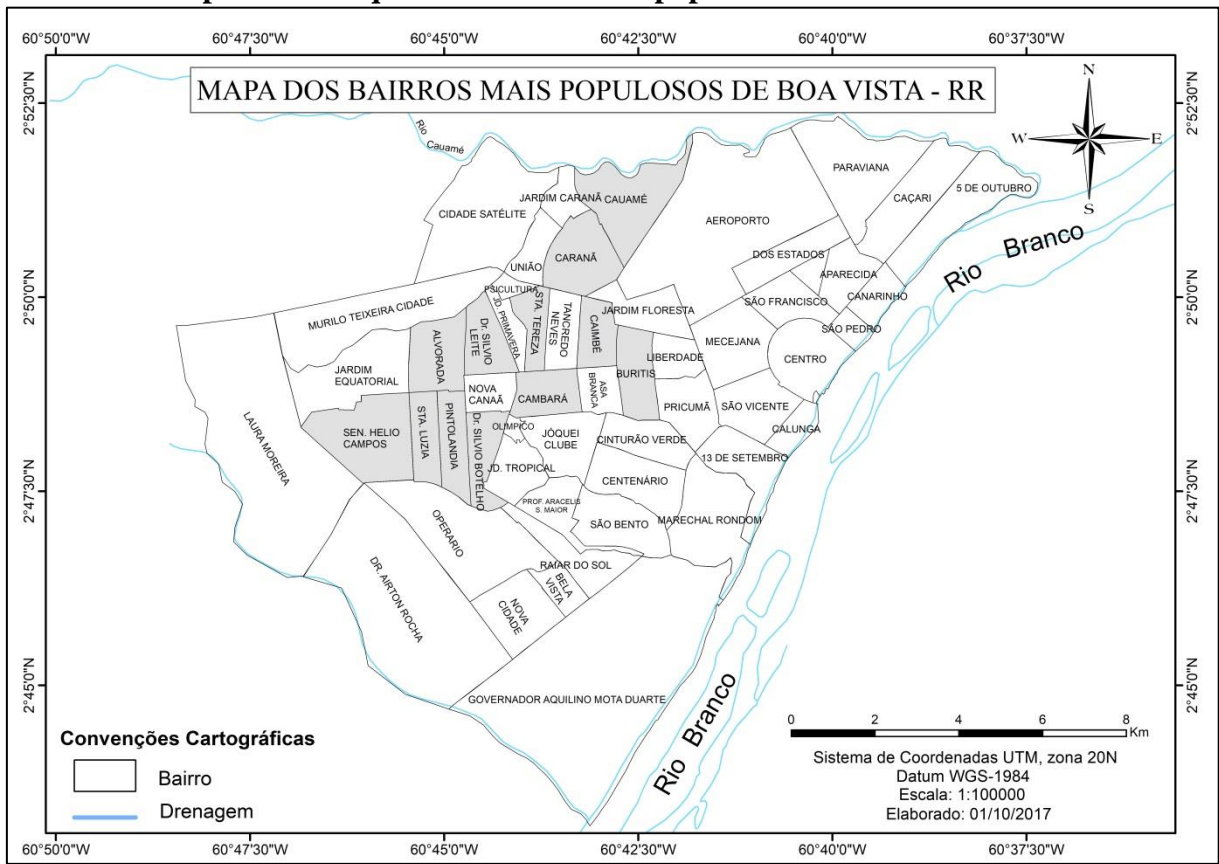 60°50'0"W 60°47'30"W 60°45'0"W 60°42'30"W 60°40'0"W 60°37'30"W
MAPA DOS BAIRROS MAIS POPULOSOS DE BOA VISTA - RR
2°52'30"N
2°50'0"N
2°47'30"N
2°45'0"N
2°52'30"N
2°50'0"N
2°47'30"N
2°45'0"N
N
W
E
S
Rio
Cauamé
PARAVIANA
CAÇARI
5 DE OUTUBRO
JARDIM CARANÃ
CAUAMÉ
CIDADE SATÉLITE
AEROPORTO
Rio Branco
DOS ESTADOS
CARANÃ
UNIÃO
APARECIDA
CANARINHO
PSICULTURA
MURILO TEIXEIRA CIDADE
JD. PRIMAVERA
STA. TEREZA
TANCREDO
NEVES
JARDIM FLORESTA
SÃO FRANCISCO
SÃO PEDRO
ALVORADA
Dr. SILVIO
LEITE
CAIMBÉ
MECEJANA
LIBERDADE
CENTRO
JARDIM
EQUATORIAL
BURITIS
NOVA
CANAÃ
CAMBARÁ
ASA
BRANCA
PRICUMÃ
SÃO VICENTE
LAURA MOREIRA
SEN. HELIO
CAMPOS
STA. LUZIA
PINTOLANDIA
Dr. SILVIO BOTELHO
OLIMPICO
JÓQUEI
CLUBE
CINTURÃO VERDE
CALUNGA
13 DE SETEMBRO
JD. TROPICAL
CENTENÁRIO
PROF. ARACELIS
S. MAIOR
SÃO BENTO
MARECHAL RONDOM
OPERARIO
RAIAR DO SOL
BELA
VISTA
DR. AIRTON ROCHA
NOVA
CIDADE
GOVERNADOR AQUILINO MOTA DUARTE
Rio Branco
0 2 4 6 8
Km
Convenções Cartográficas
Bairro
Drenagem
Sistema de Coordenadas UTM, zona 20N
Datum WGS-1984
Escala: 1:100000
Elaborado: 01/10/2017
60°50'0"W 60°47'30"W 60°45'0"W 60°42'30"W 60°40'0"W 60°37'30"W